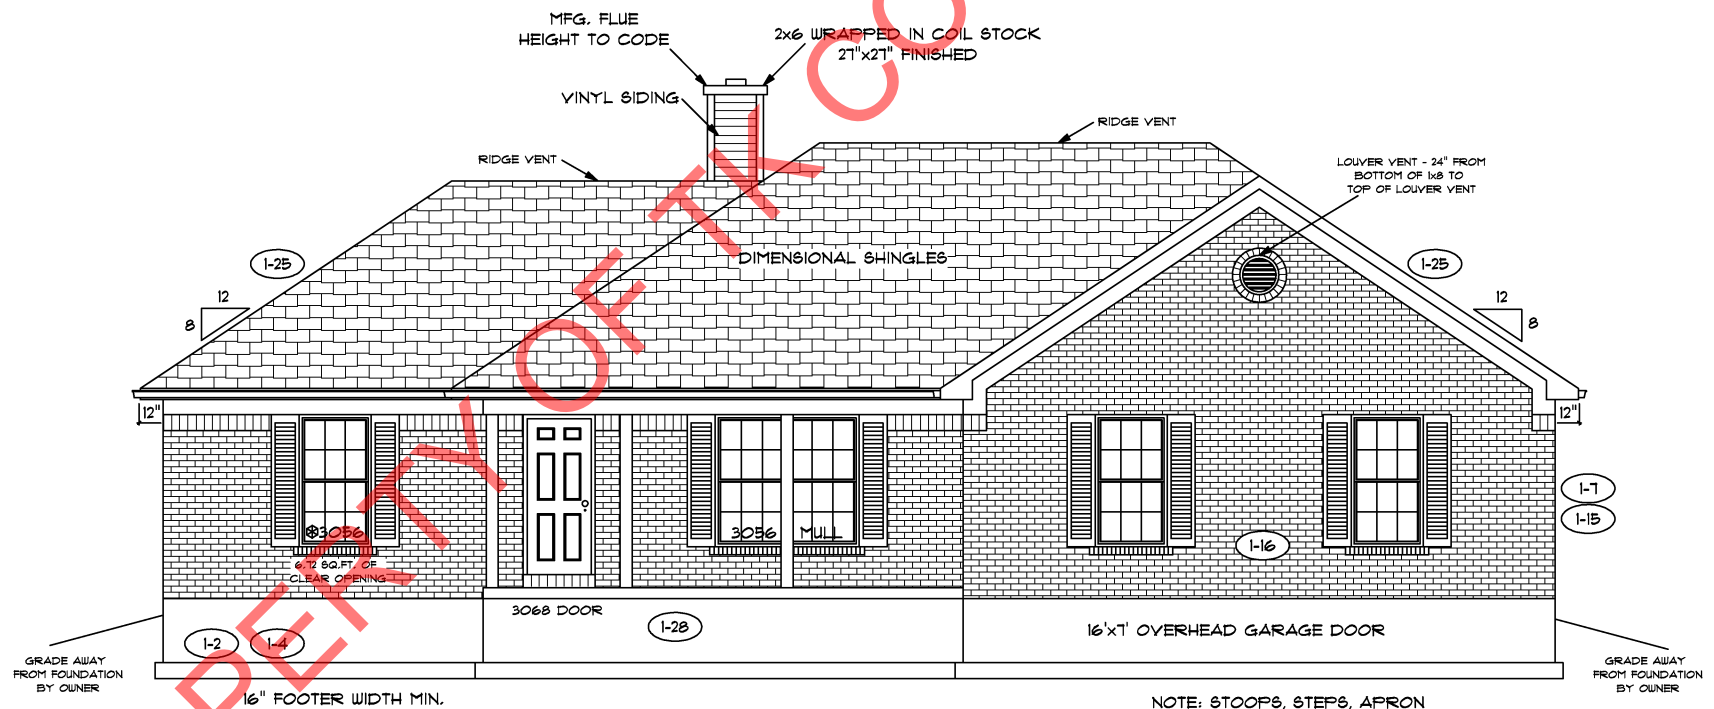 MFG. FLUE
HEIGHT TO CODE
2x6 WRAPPED IN COIL STOCK
27"x27" FINISHED
VINYL SIDING
RIDGE VENT
RIDGE VENT
LOUVER VENT - 24" FROM
BOTTOM OF 1x8 TO
TOP OF LOUVER VENT
DIMENSIONAL SHINGLES
1-25
1-25
12
8
12
8
12"
12"
1-7
1-15
1-16
⊛3056
6.72 SQ.FT. OF
CLEAR OPENING
3056 MULL
3068 DOOR
1-28
16'x7' OVERHEAD GARAGE DOOR
1-2
1-4
GRADE AWAY
FROM FOUNDATION
BY OWNER
GRADE AWAY
FROM FOUNDATION
BY OWNER
16" FOOTER WIDTH MIN.
NOTE: STOOPS, STEPS, APRON
PERTY OF TK CO